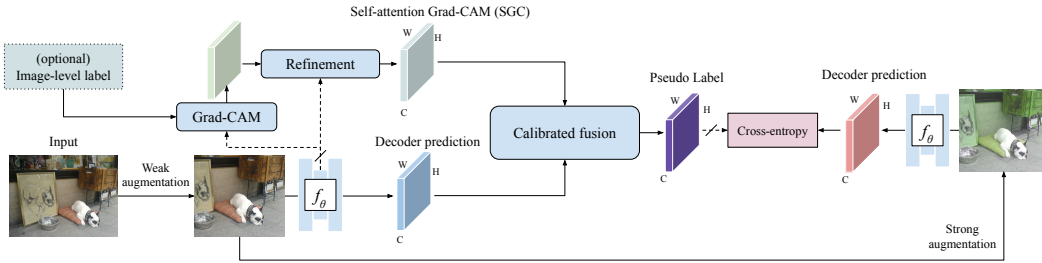 Self-attention Grad-CAM (SGC)
W
H
C
(optional)
Image-level label
Refinement
Grad-CAM
Input
Weak
augmentation
fθ
Decoder prediction
W
H
C
Calibrated fusion
Pseudo Label
W
H
C
Cross-entropy
Decoder prediction
W
H
C
fθ
Strong
augmentation